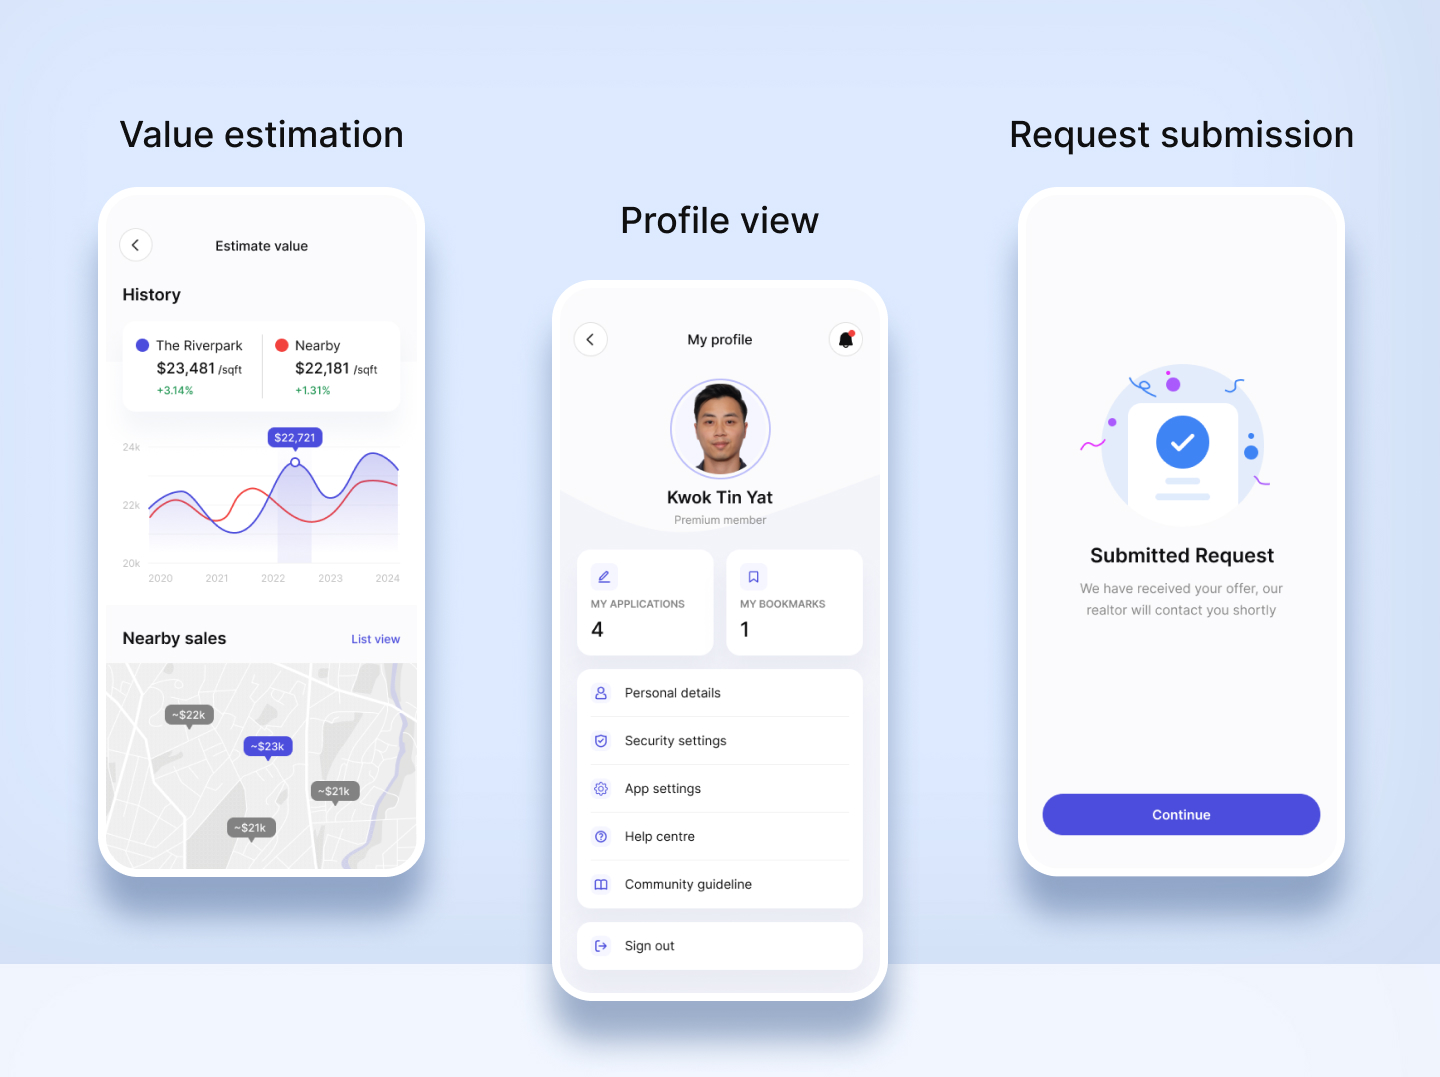 Value estimation
Estimate value
History
The Riverpark
$23,481 /sqft
+3.14%
Nearby
$22,181 /sqft
+1.31%
$22,721
24k
22k
20k
2020 2021 2022 2023 2024
Nearby sales
List view
~$22k
~$23k
~$21k
~$21k
Profile view
My profile
Kwok Tin Yat
Premium member
MY APPLICATIONS
4
MY BOOKMARKS
1
Personal details
Security settings
App settings
Help centre
Community guideline
Sign out
Request submission
Submitted Request
We have received your offer, our
realtor will contact you shortly
Continue